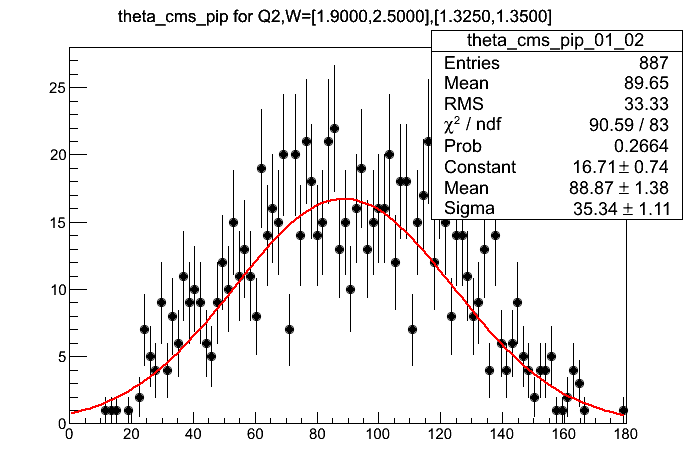 theta_cms_pip for Q2,W=[1.9000,2.5000],[1.3250,1.3500]
theta_cms_pip_01_02
Entries 887
Mean 89.65
RMS 33.33
χ² / ndf 90.59 / 83
Prob 0.2664
Constant 16.71 ± 0.74
Mean 88.87 ± 1.38
Sigma 35.34 ± 1.11
25
20
15
10
5
0
0 20 40 60 80 100 120 140 160 180